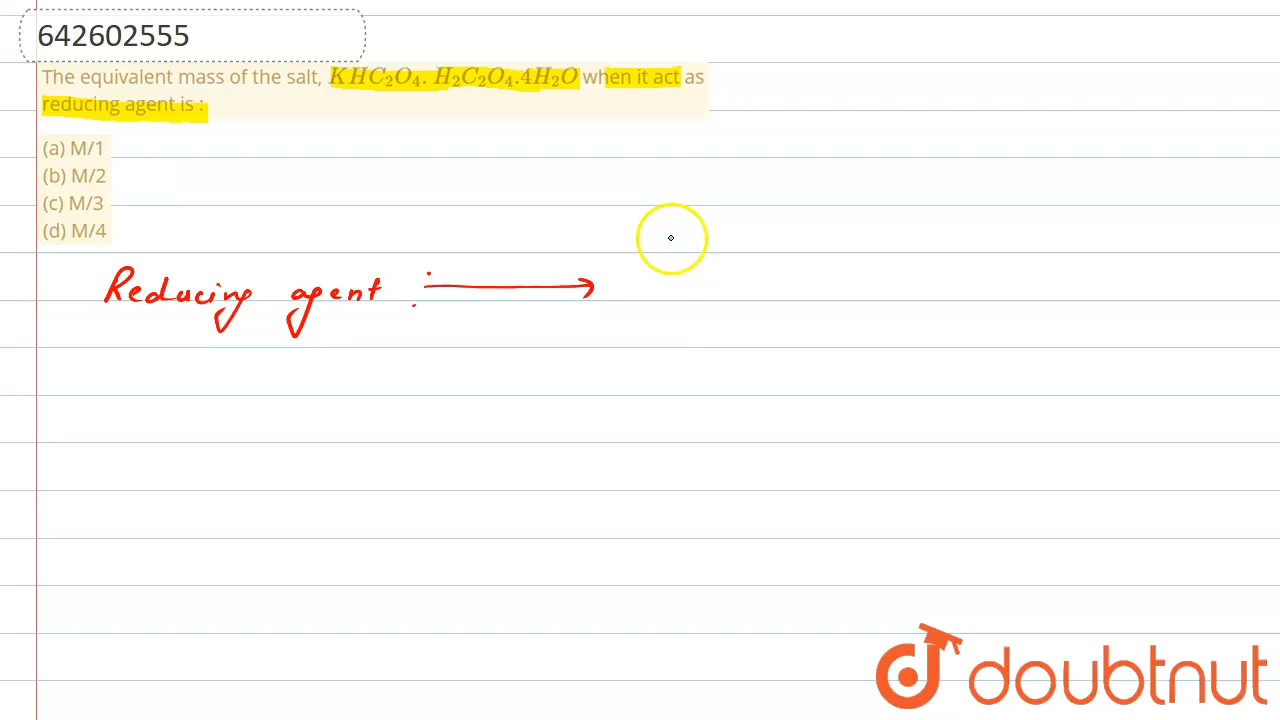 642602555
The equivalent mass of the salt, KHC₂O₄. H₂C₂O₄.4H₂O when it act as
reducing agent is :
(a) M/1
(b) M/2
(c) M/3
(d) M/4
Reducing agent :
doubtnut